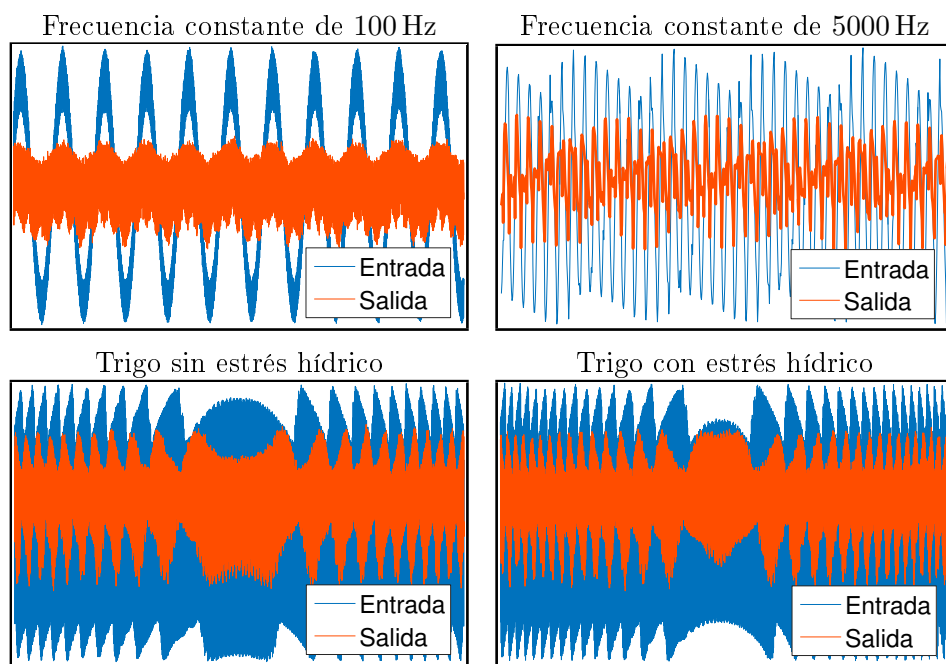 Frecuencia constante de 100 Hz
Frecuencia constante de 5000 Hz
Entrada
Salida
Entrada
Salida
Trigo sin estrés hídrico
Trigo con estrés hídrico
Entrada
Salida
Entrada
Salida